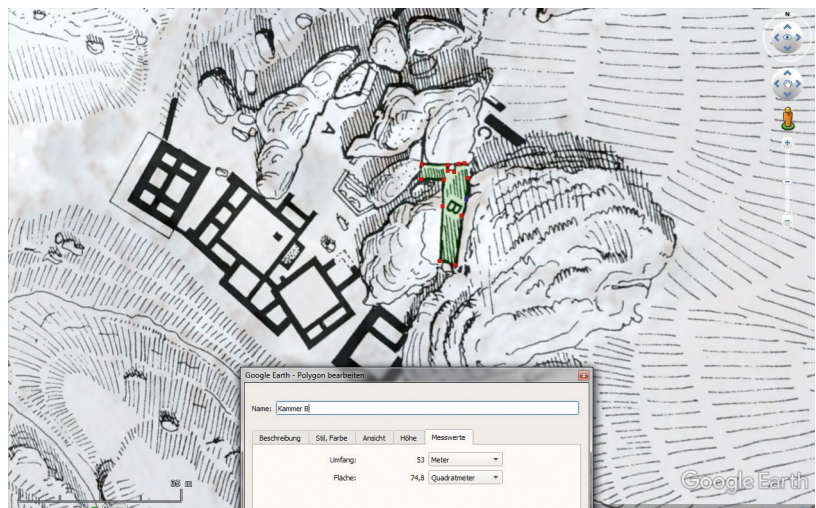 N
A
C
B
Google Earth - Polygon bearbeiten
Name: Kammer B
Beschreibung Stil, Farbe Ansicht Höhe Messwerte
Umfang: 53 Meter
Fläche: 74,8 Quadratmeter
35 m
Google Earth